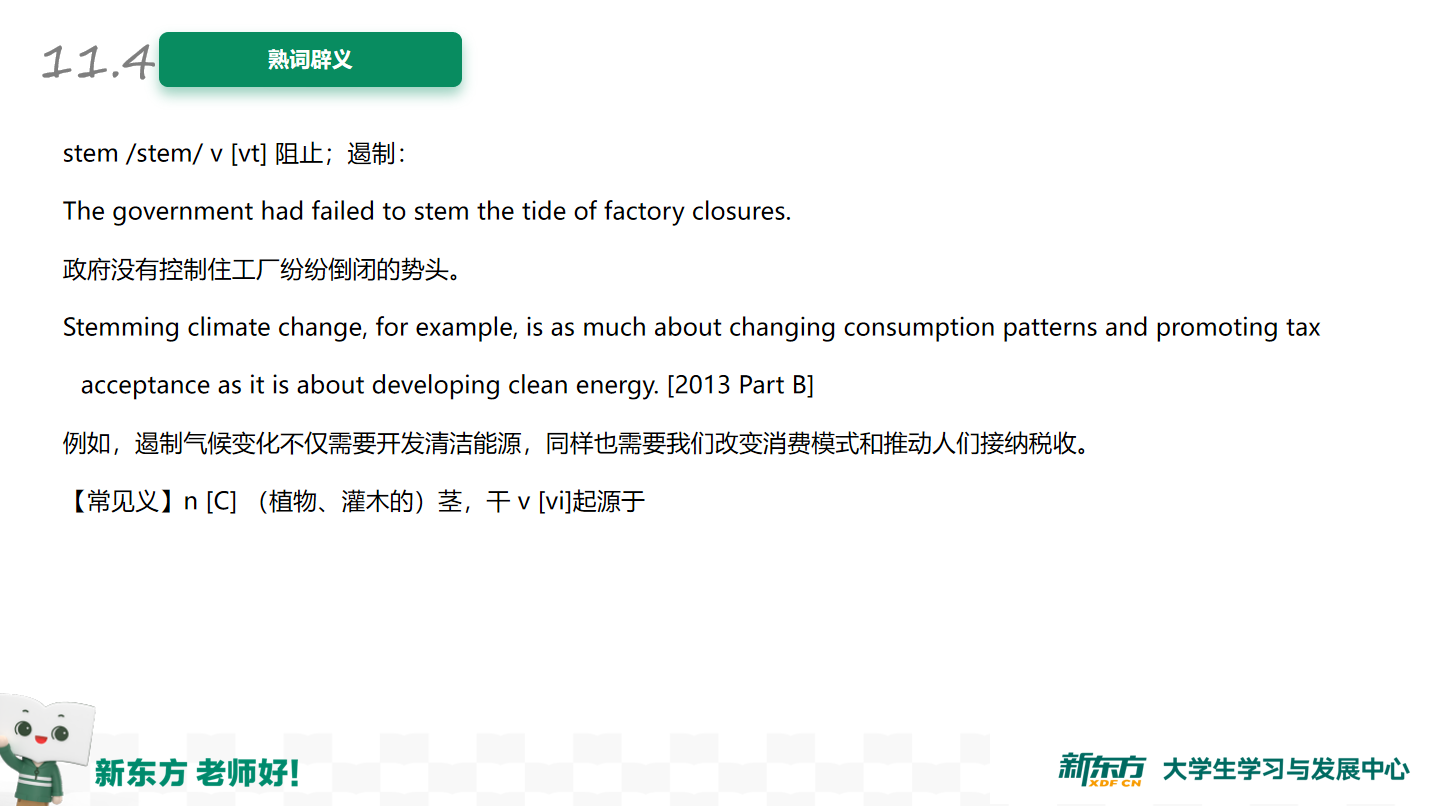 11.4
熟词辟义
stem /stem/ v [vt] 阻止；遏制：
The government had failed to stem the tide of factory closures.
政府没有控制住工厂纷纷倒闭的势头。
Stemming climate change, for example, is as much about changing consumption patterns and promoting tax
acceptance as it is about developing clean energy. [2013 Part B]
例如，遏制气候变化不仅需要开发清洁能源，同样也需要我们改变消费模式和推动人们接纳税收。
【常见义】n [C] （植物、灌木的）茎，干 v [vi]起源于
新东方 老师好!
新东方 XDF.CN 大学生学习与发展中心